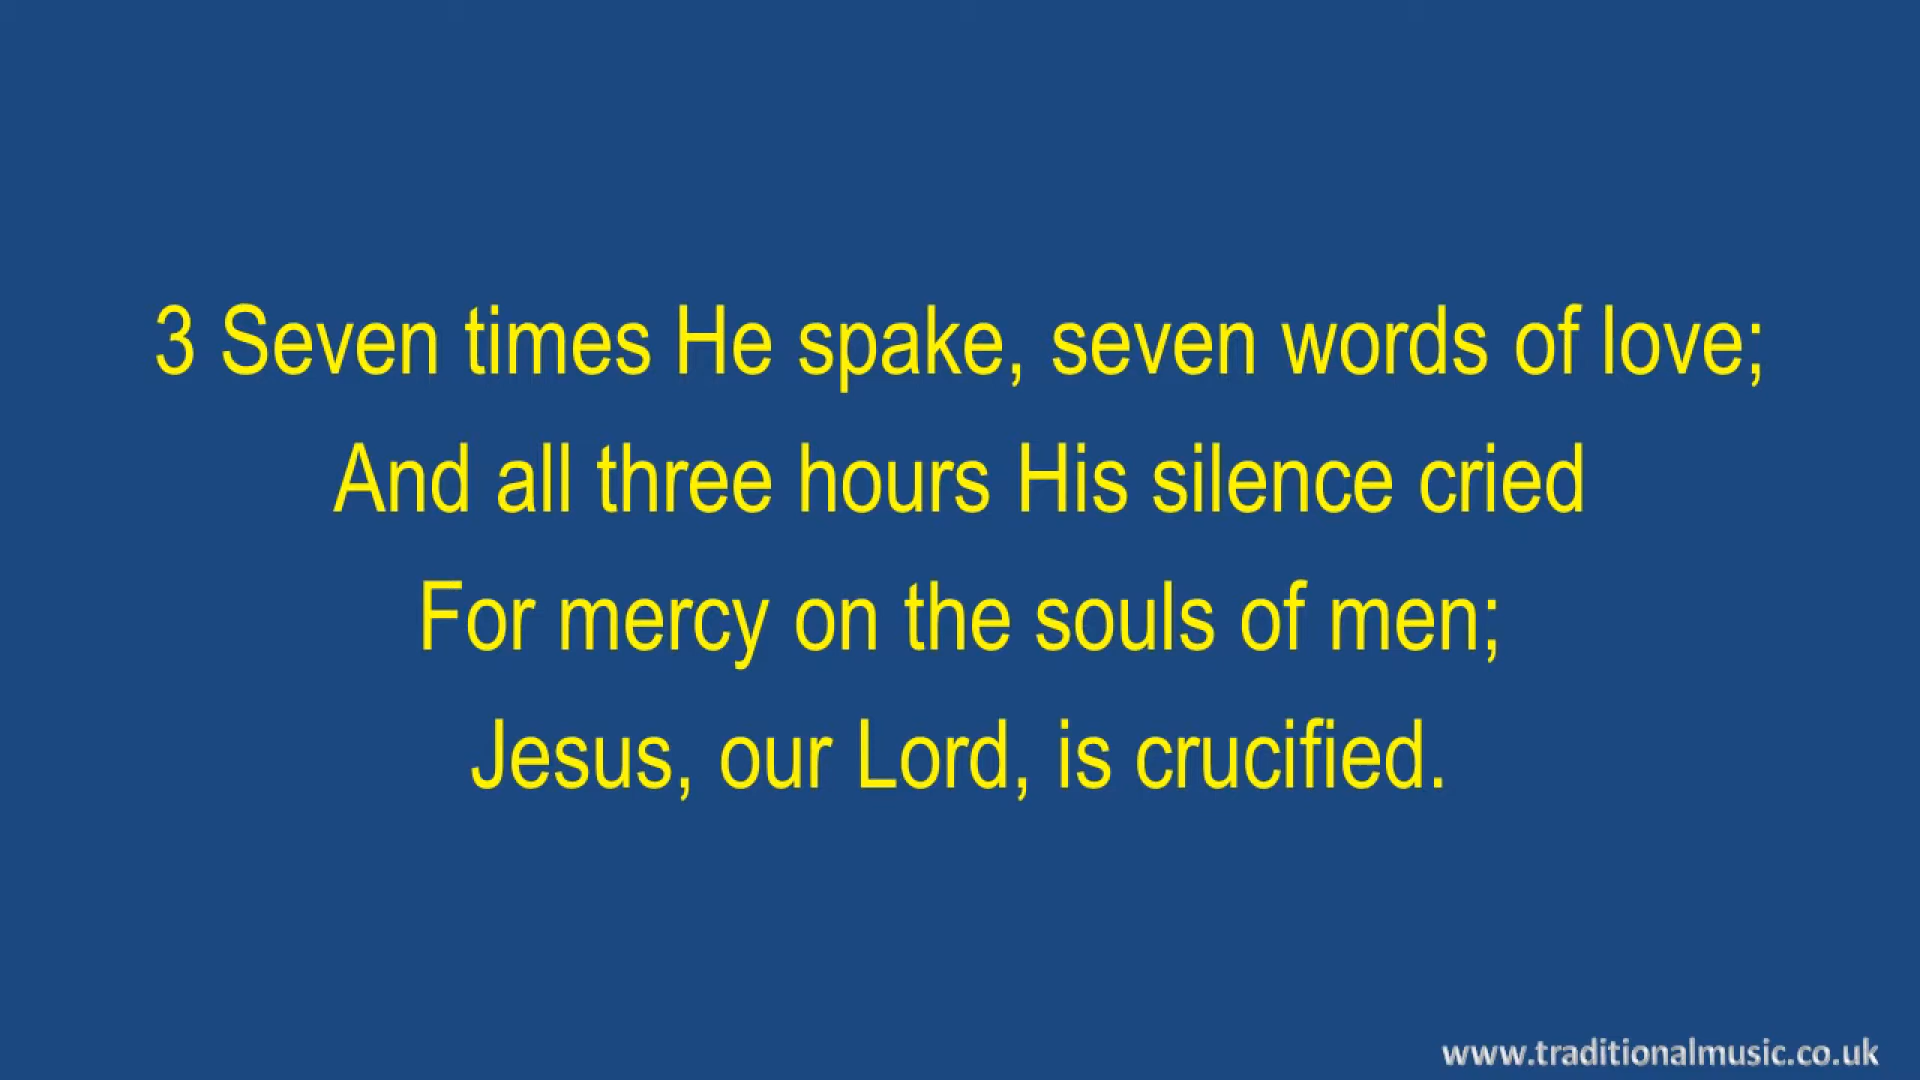 3 Seven times He spake, seven words of love;
And all three hours His silence cried
For mercy on the souls of men;
Jesus, our Lord, is crucified.
www.traditionalmusic.co.uk